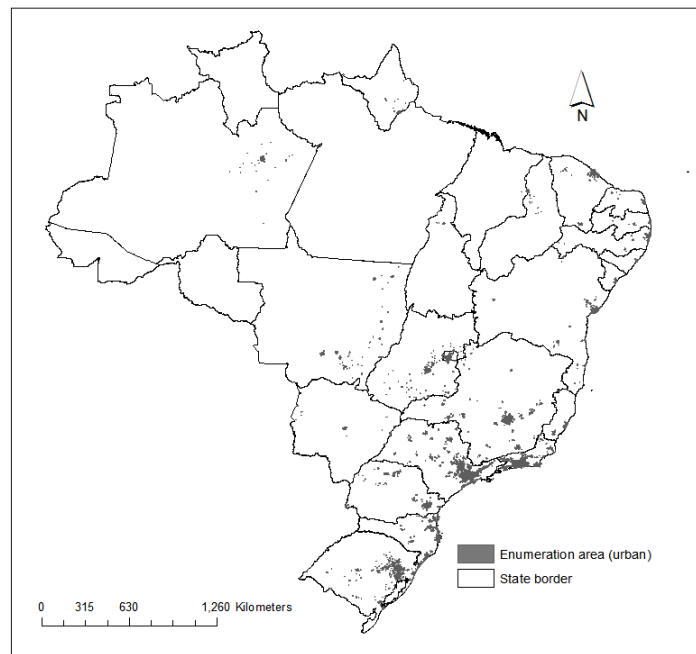 N
Enumeration area (urban)
State border
0 315 630 1,260 Kilometers